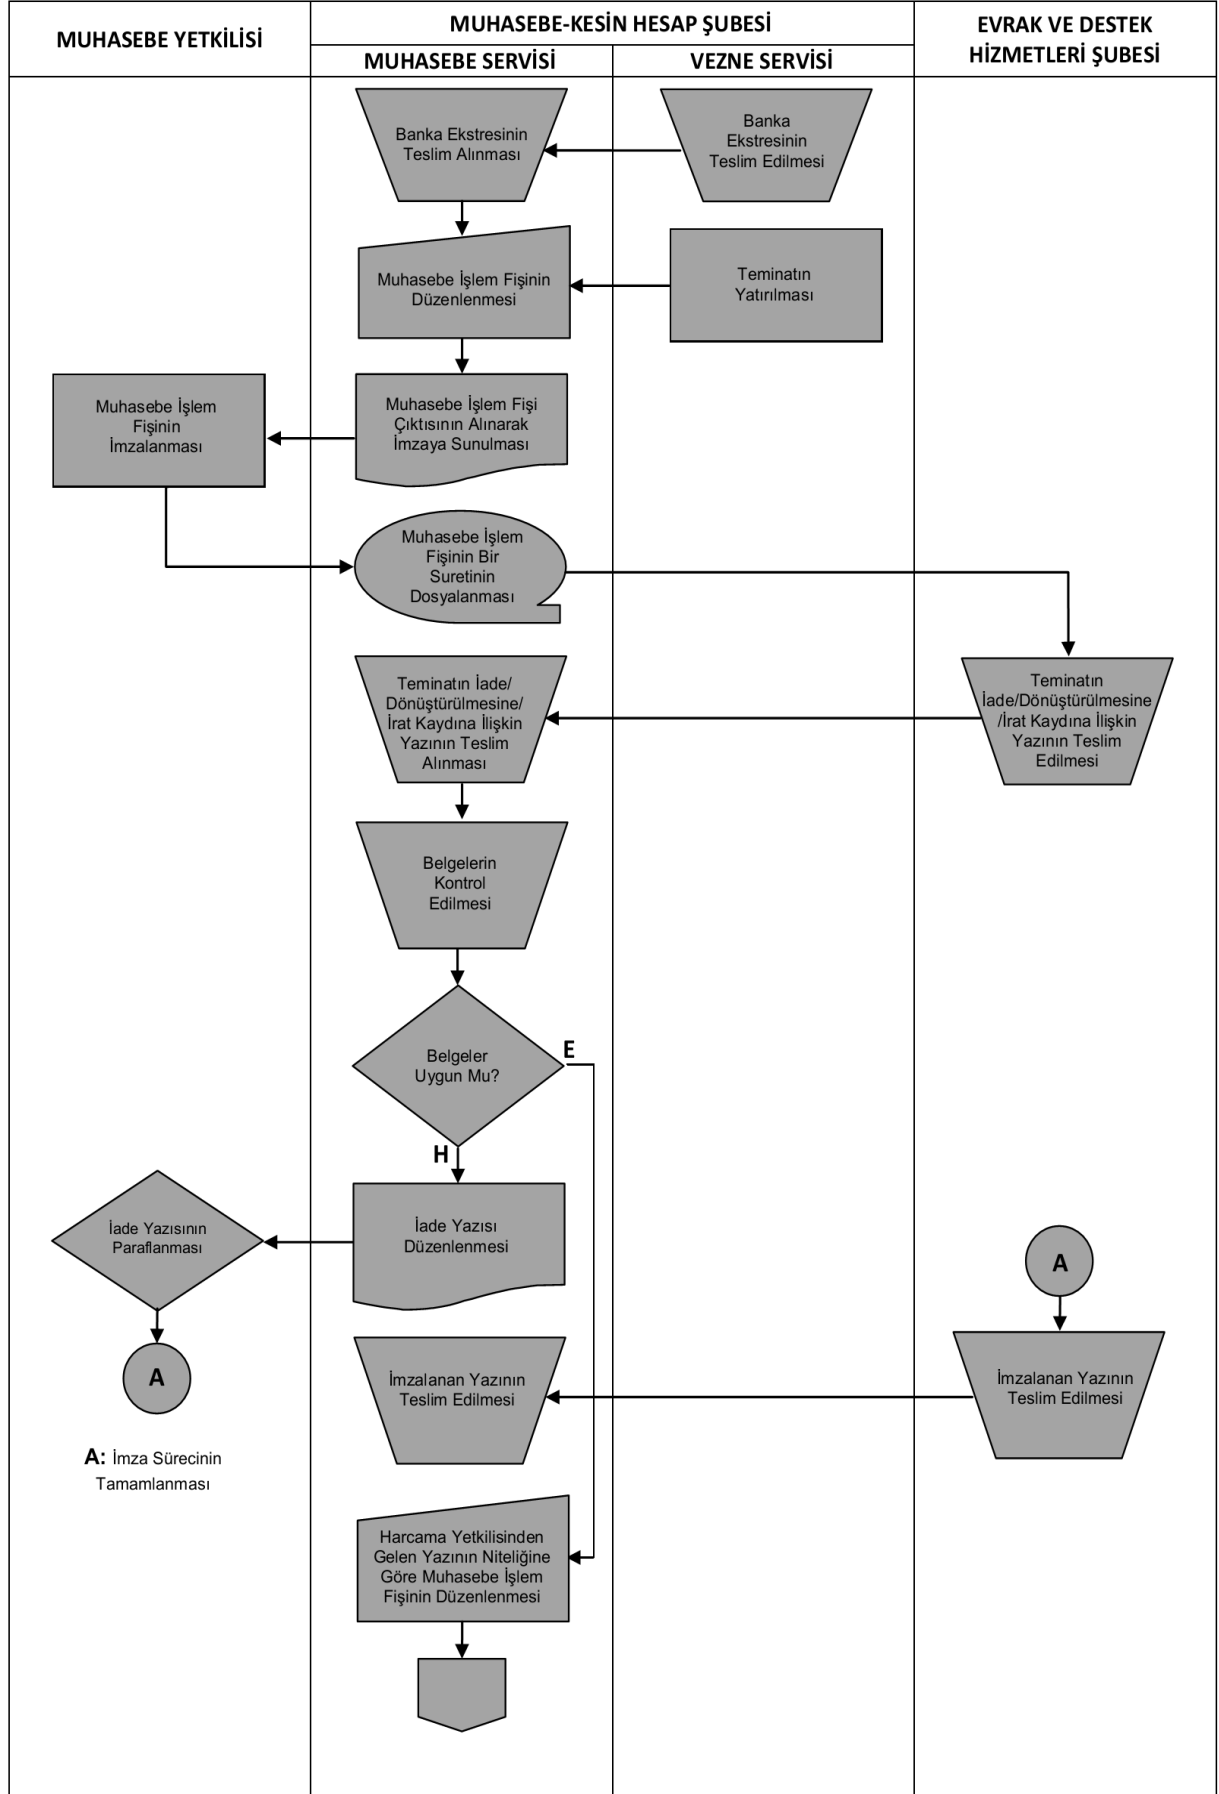 MUHASEBE YETKİLİSİ
MUHASEBE-KESİN HESAP ŞUBESİ
MUHASEBE SERVİSİ
VEZNE SERVİSİ
EVRAK VE DESTEK
HİZMETLERİ ŞUBESİ
Banka Ekstresinin
Teslim Alınması
Banka
Ekstresinin
Teslim Edilmesi
Muhasebe İşlem Fişinin
Düzenlenmesi
Teminatın
Yatırılması
Muhasebe İşlem
Fişinin
İmzalanması
Muhasebe İşlem Fişi
Çıktısının Alınarak
İmzaya Sunulması
Muhasebe İşlem
Fişinin Bir
Suretinin
Dosyalanması
Teminatın İade/
Dönüştürülmesine/
İrat Kaydına İlişkin
Yazının Teslim
Alınması
Teminatın
İade/Dönüştürülmesine
/İrat Kaydına İlişkin
Yazının Teslim
Edilmesi
Belgelerin
Kontrol
Edilmesi
Belgeler
Uygun Mu?
E
H
İade Yazısının
Paraflanması
İade Yazısı
Düzenlenmesi
A
A
İmzalanan Yazının
Teslim Edilmesi
İmzalanan Yazının
Teslim Edilmesi
A: İmza Sürecinin
Tamamlanması
Harcama Yetkilisinden
Gelen Yazının Niteliğine
Göre Muhasebe İşlem
Fişinin Düzenlenmesi